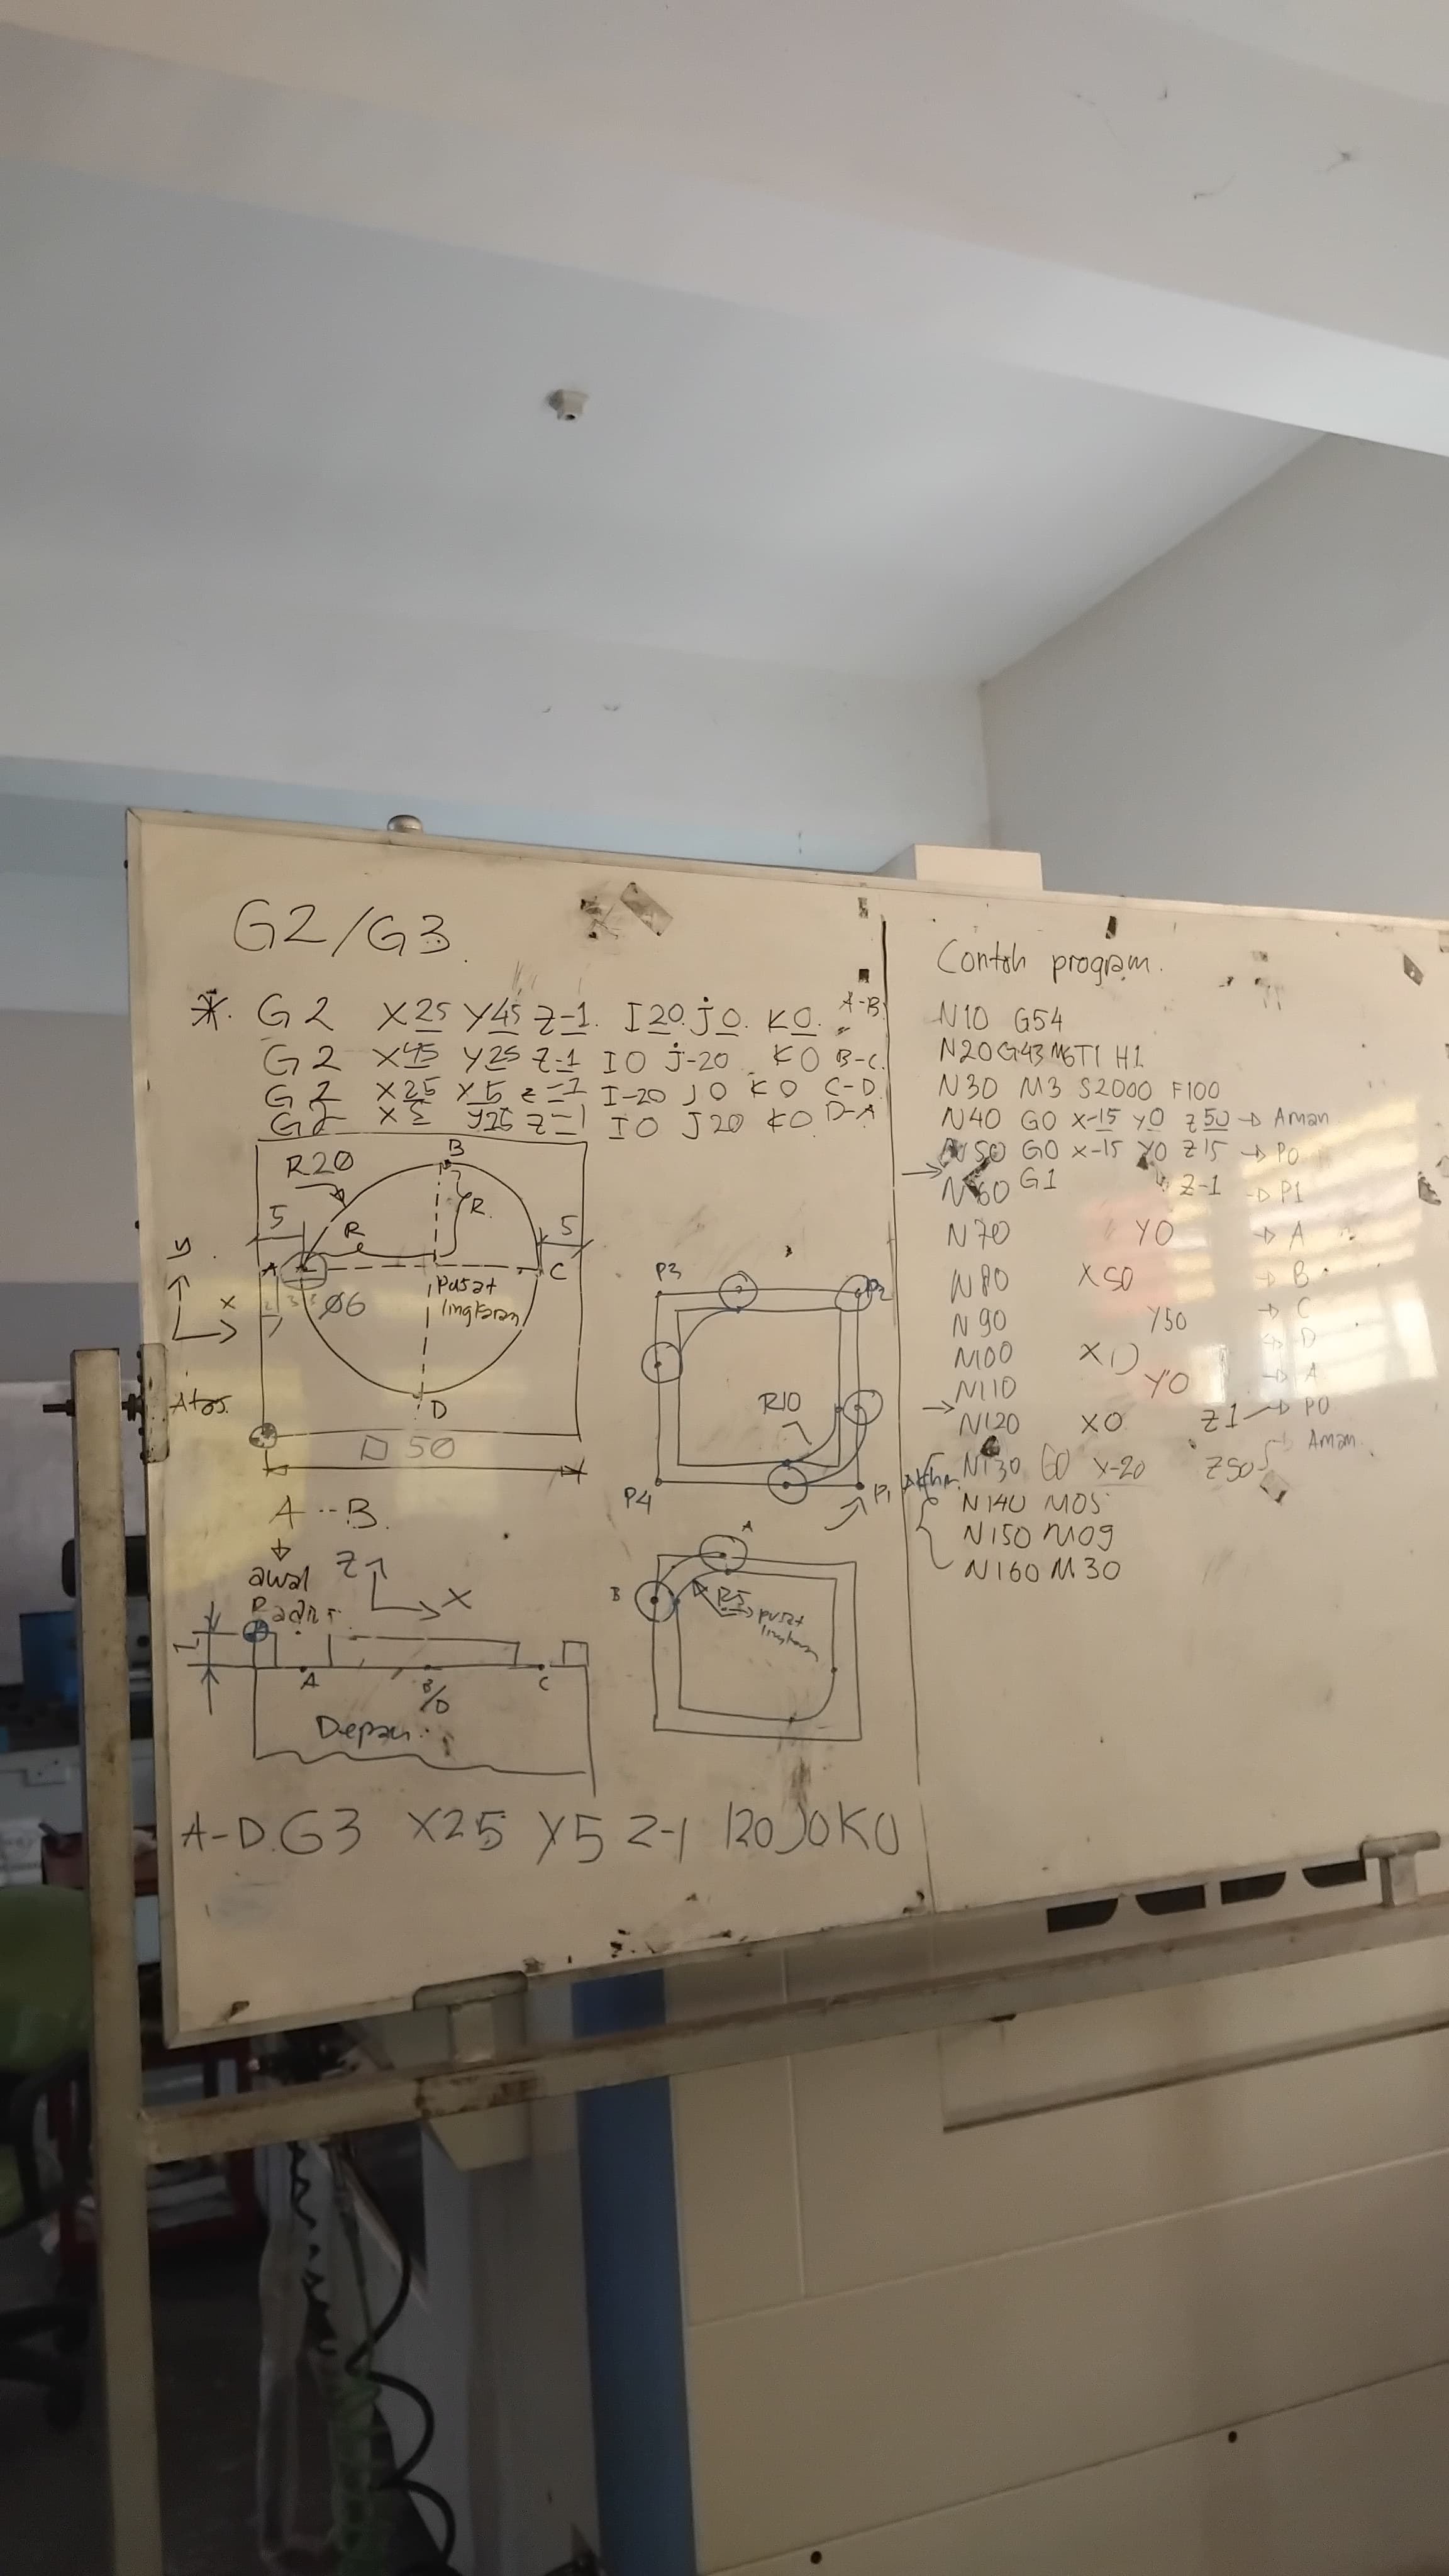 G2/G3
*. G2 X25 Y45 Z-1. I20. j0. K0. A-B
G2 X45 Y25 Z-1 I0 j-20 K0 B-C
G2 X25 Y5 Z-1 I-20 J0 K0 C-D
G2 X5 Y25 Z-1 I0 J20 K0 D-A
B
R20
R
5
R
5
A
C
y
x
Ø6
pusat
lingkaran
D
Atas.
□ 50
A -- B.
awal
Radius
Z
X
1
A
B/D
C
Depan
A-D. G3 X25 Y5 Z-1 I20 J0 K0
P3
P2
R10
P4
P1
A
B
R5
pusat
lingkaran
Contoh program.
N10 G54
N20 G43 M6T1 H1
N30 M3 S2000 F100
N40 G0 X-15 Y0 Z50 → Aman
N50 G0 X-15 Y0 Z15 → P0
N60 G1 Z-1 → P1
N70 Y0 → A
N80 X50 → B
N90 Y50 → C
N100 X0 → D
N110 Y0 → A
N120 X0 Z1 → P0
N130 G0 X-20 Z50 → Aman
N140 M05
N150 M09
N160 M30